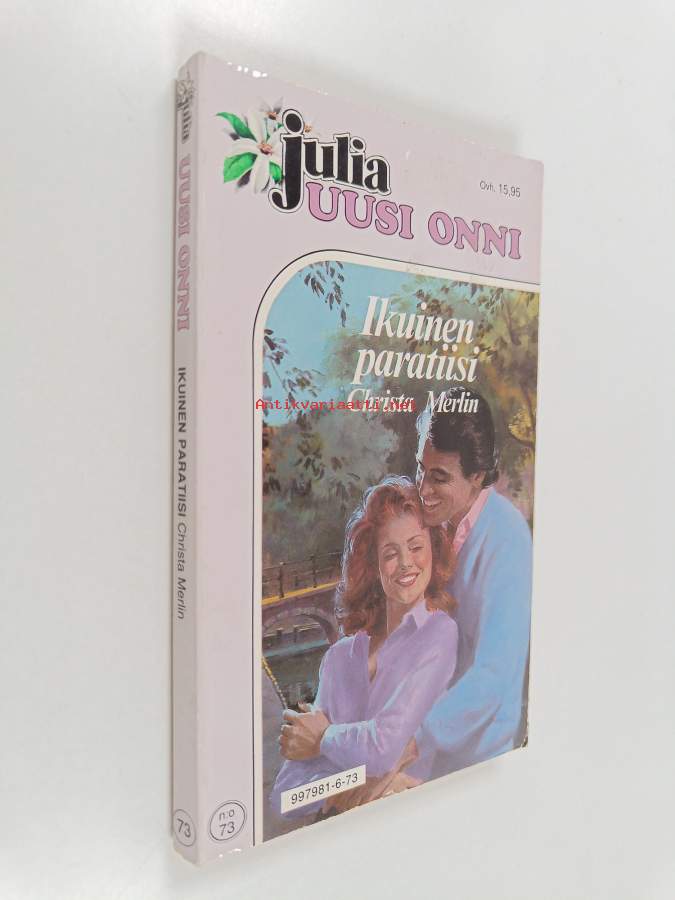 julia
UUSI ONNI
Ovh. 15,95
Ikuinen
paratiisi
Christa Merlin
Antikvariaatti.net
997981-6-73
n:o
73
julia UUSI ONNI IKUINEN PARATIISI Christa Merlin
73